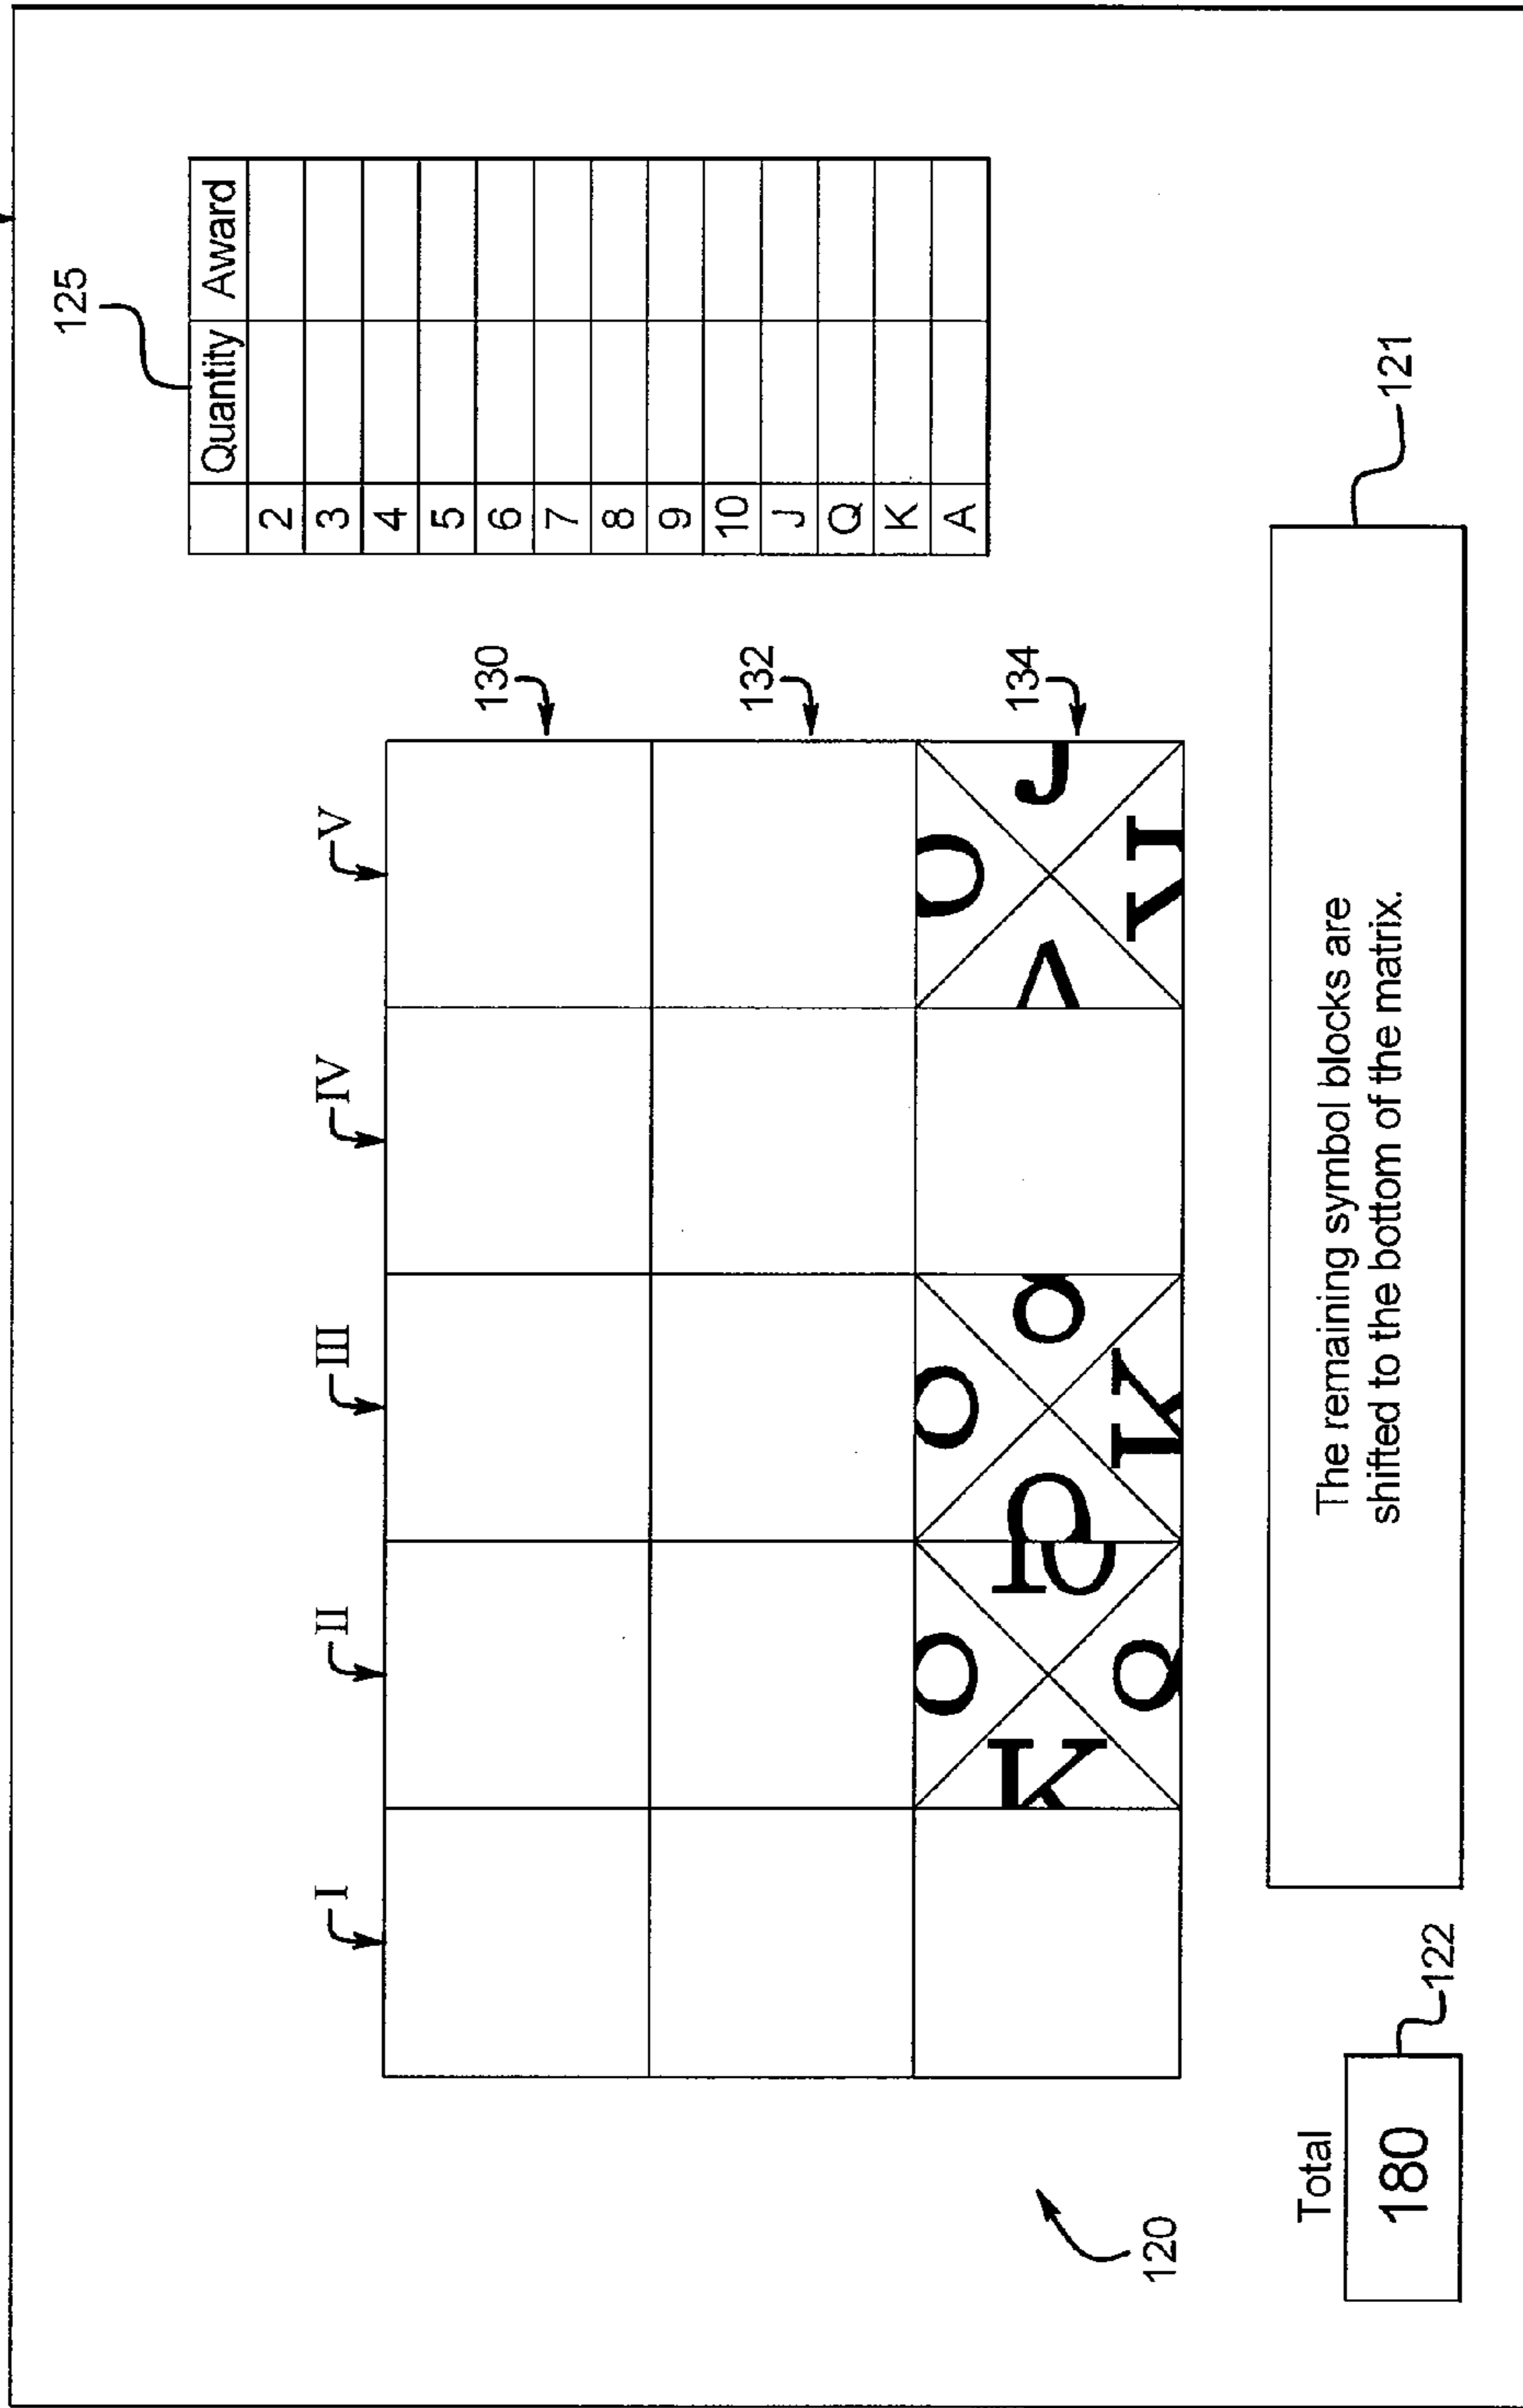 125
Quantity Award
2
3
4
5
6
7
8
9
10
J
Q
K
A
I II III IV V
130
132
134
120
Total
180
122
The remaining symbol blocks are
shifted to the bottom of the matrix.
121